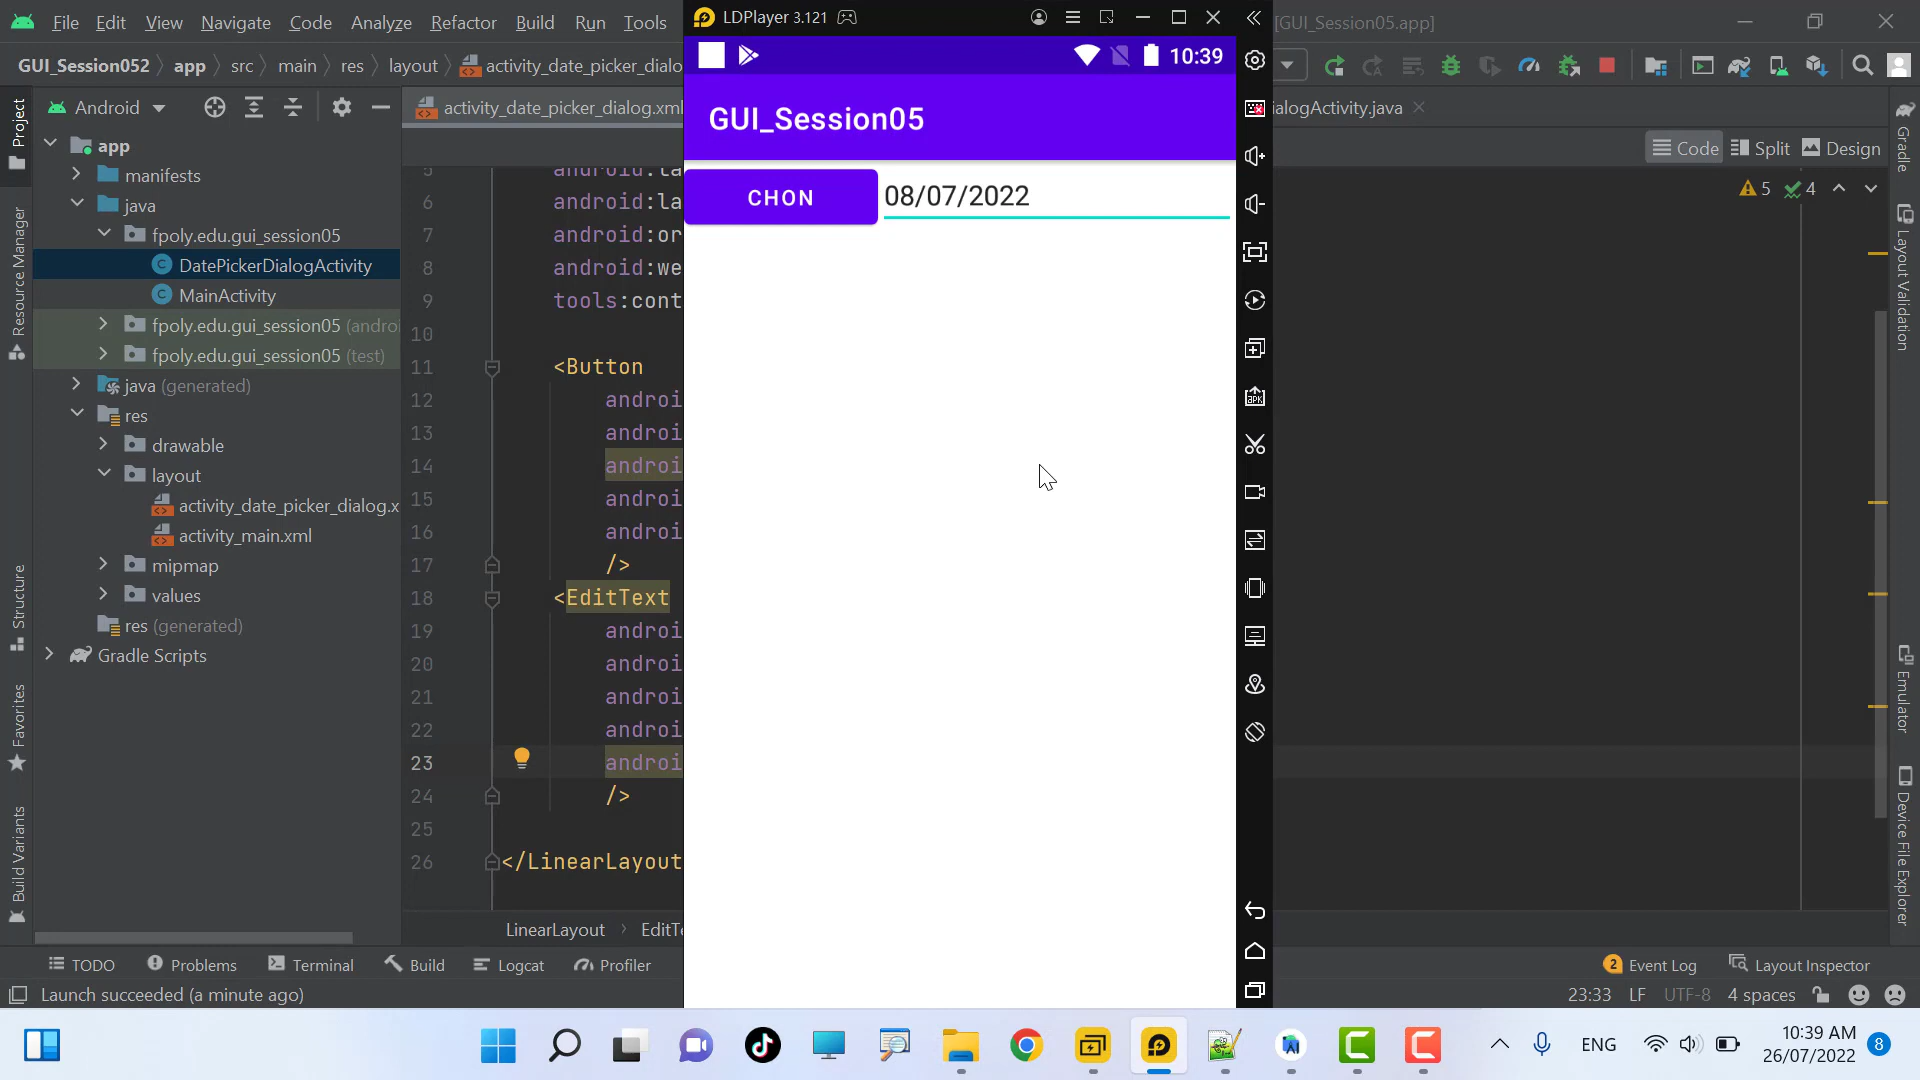 File Edit View Navigate Code Analyze Refactor Build Run Tools
LDPlayer 3.121
[GUI_Session05.app]
GUI_Session052 app src main res layout activity_date_picker_dialo
10:39
Android
activity_date_picker_dialog.xml
alogActivity.java
GUI_Session05
Code Split Design
CHON
08/07/2022
5 4
Project
Resource Manager
Structure
Favorites
Build Variants
app
manifests
java
fpoly.edu.gui_session05
DatePickerDialogActivity
MainActivity
fpoly.edu.gui_session05 (androi
fpoly.edu.gui_session05 (test)
java (generated)
res
drawable
layout
activity_date_picker_dialog.x
activity_main.xml
mipmap
values
res (generated)
Gradle Scripts
5 android:la
6 android:la
7 android:or
8 android:we
9 tools:cont
10
11 <Button
12 androi
13 androi
14 androi
15 androi
16 androi
17 />
18 <EditText
19 androi
20 androi
21 androi
22 androi
23 androi
24 />
25
26 </LinearLayout
LinearLayout EditTe
Gradle
Layout Validation
Emulator
Device File Explorer
TODO Problems Terminal Build Logcat Profiler
2 Event Log Layout Inspector
Launch succeeded (a minute ago)
23:33 LF UTF-8 4 spaces
ENG
10:39 AM
26/07/2022
8